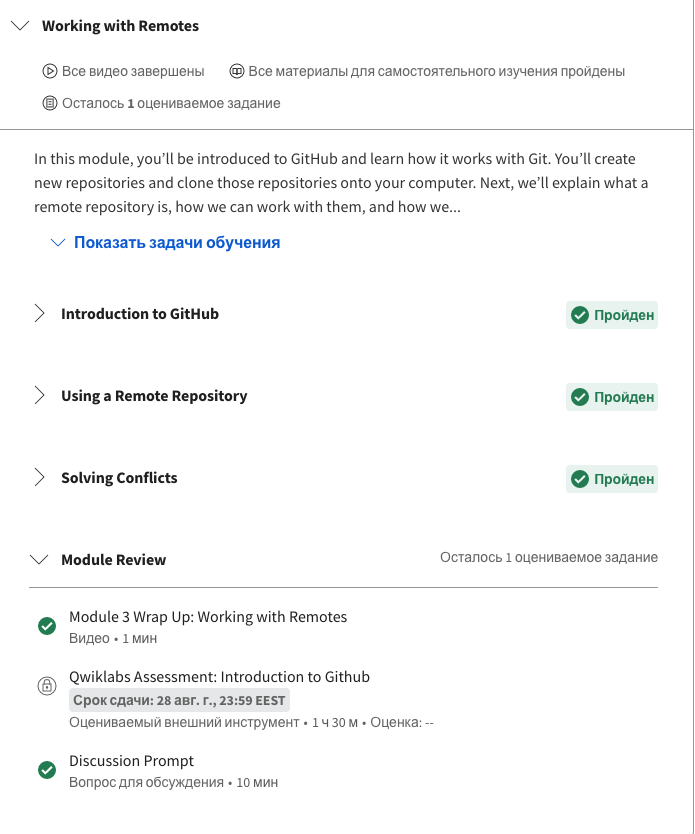 Working with Remotes
Все видео завершены Все материалы для самостоятельного изучения пройдены
Осталось 1 оцениваемое задание
In this module, you’ll be introduced to GitHub and learn how it works with Git. You’ll create
new repositories and clone those repositories onto your computer. Next, we’ll explain what a
remote repository is, how we can work with them, and how we...
Показать задачи обучения
Introduction to GitHub Пройден
Using a Remote Repository Пройден
Solving Conflicts Пройден
Module Review Осталось 1 оцениваемое задание
Module 3 Wrap Up: Working with Remotes
Видео • 1 мин
Qwiklabs Assessment: Introduction to Github
Срок сдачи: 28 авг. г., 23:59 EEST
Оцениваемый внешний инструмент • 1 ч 30 м • Оценка: --
Discussion Prompt
Вопрос для обсуждения • 10 мин